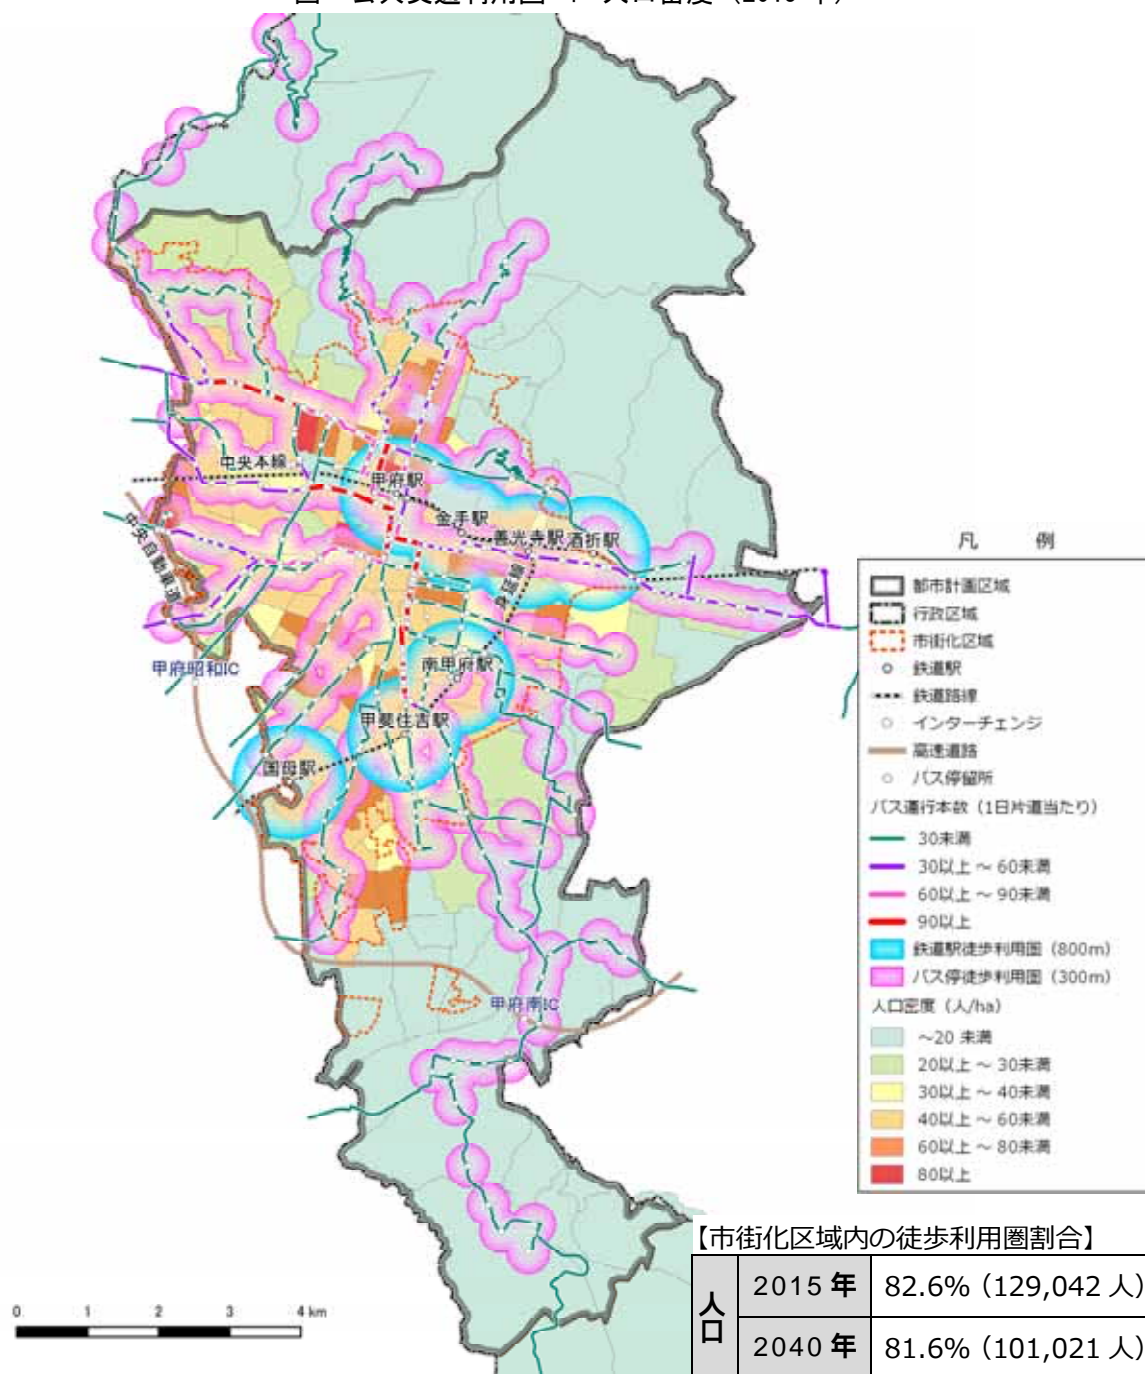 中央本線
甲府駅
金手駅
善光寺駅
酒折駅
身延線
中央自動車道
南甲府駅
甲府昭和IC
甲斐住吉駅
国母駅
甲府南IC
凡 例
都市計画区域
行政区域
市街化区域
鉄道駅
鉄道路線
インターチェンジ
高速道路
バス停留所
バス運行本数（1日片道当たり）
30未満
30以上 ～ 60未満
60以上 ～ 90未満
90以上
鉄道駅徒歩利用圏（800m）
バス停徒歩利用圏（300m）
人口密度（人/ha）
～20 未満
20以上 ～ 30未満
30以上 ～ 40未満
40以上 ～ 60未満
60以上 ～ 80未満
80以上
【市街化区域内の徒歩利用圏割合】
人口
2015 年 82.6%（129,042 人）
2040 年 81.6%（101,021 人）
0 1 2 3 4 km